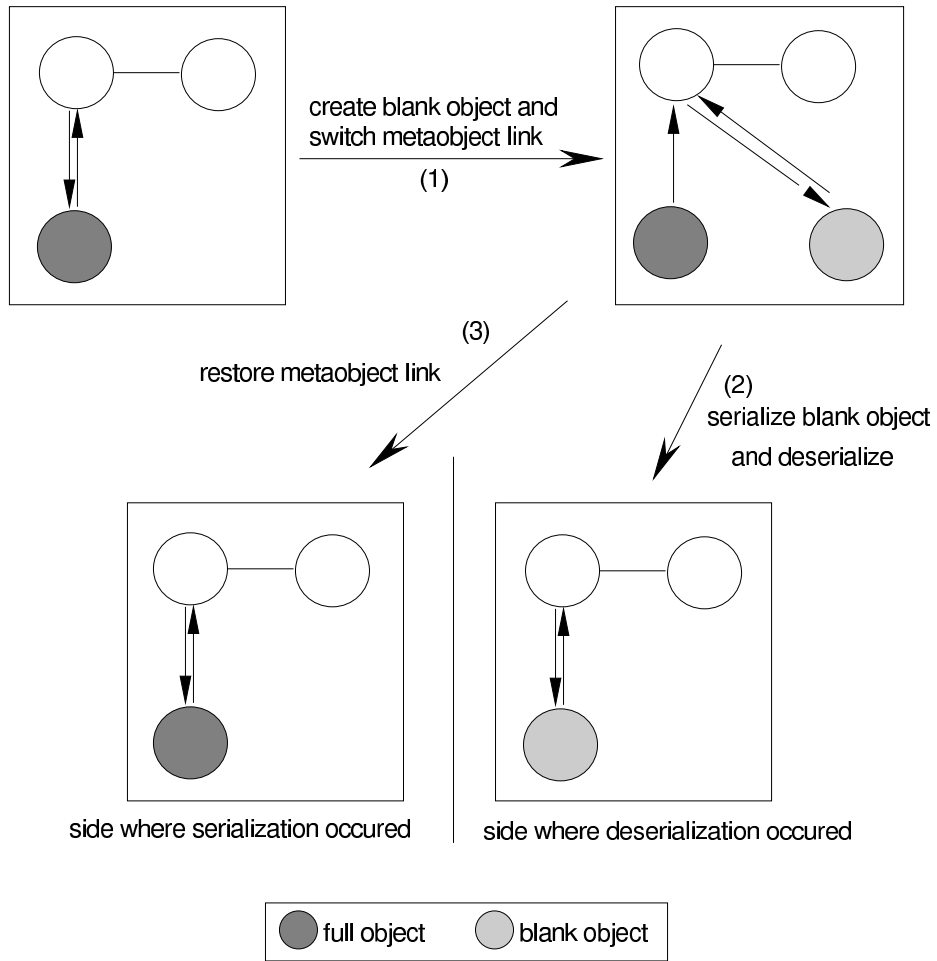 create blank object and
switch metaobject link
(1)
(3)
restore metaobject link
(2)
serialize blank object
and deserialize
side where serialization occured
side where deserialization occured
full object
blank object